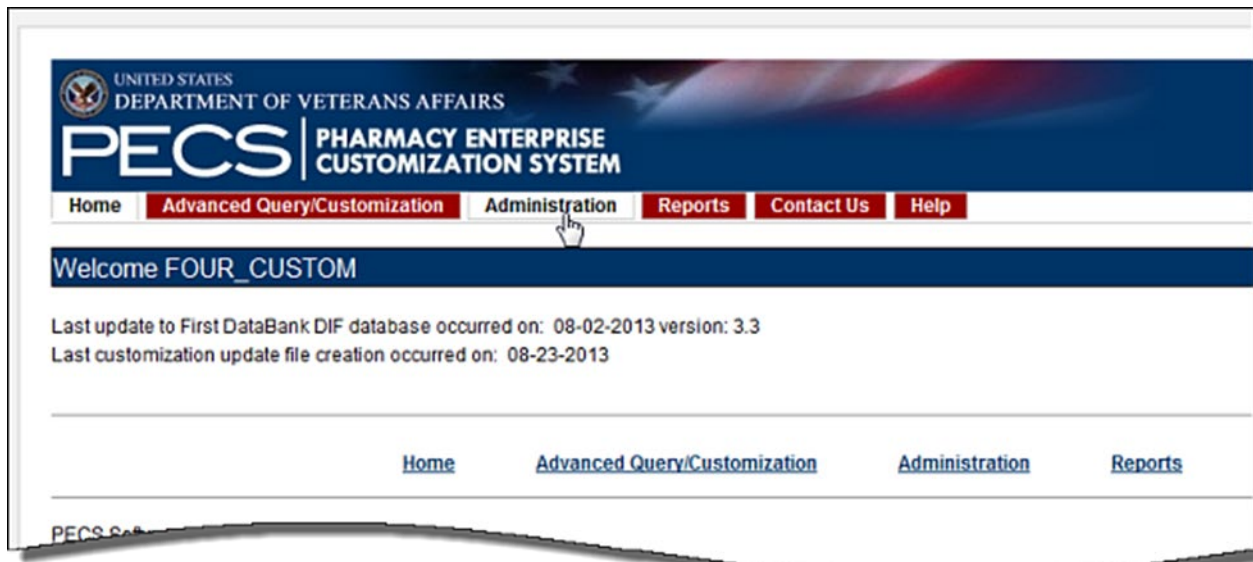 UNITED STATES
DEPARTMENT OF VETERANS AFFAIRS
PECS PHARMACY ENTERPRISE
CUSTOMIZATION SYSTEM
Home Advanced Query/Customization Administration Reports Contact Us Help
Welcome FOUR_CUSTOM
Last update to First DataBank DIF database occurred on: 08-02-2013 version: 3.3
Last customization update file creation occurred on: 08-23-2013
Home Advanced Query/Customization Administration Reports
PECS